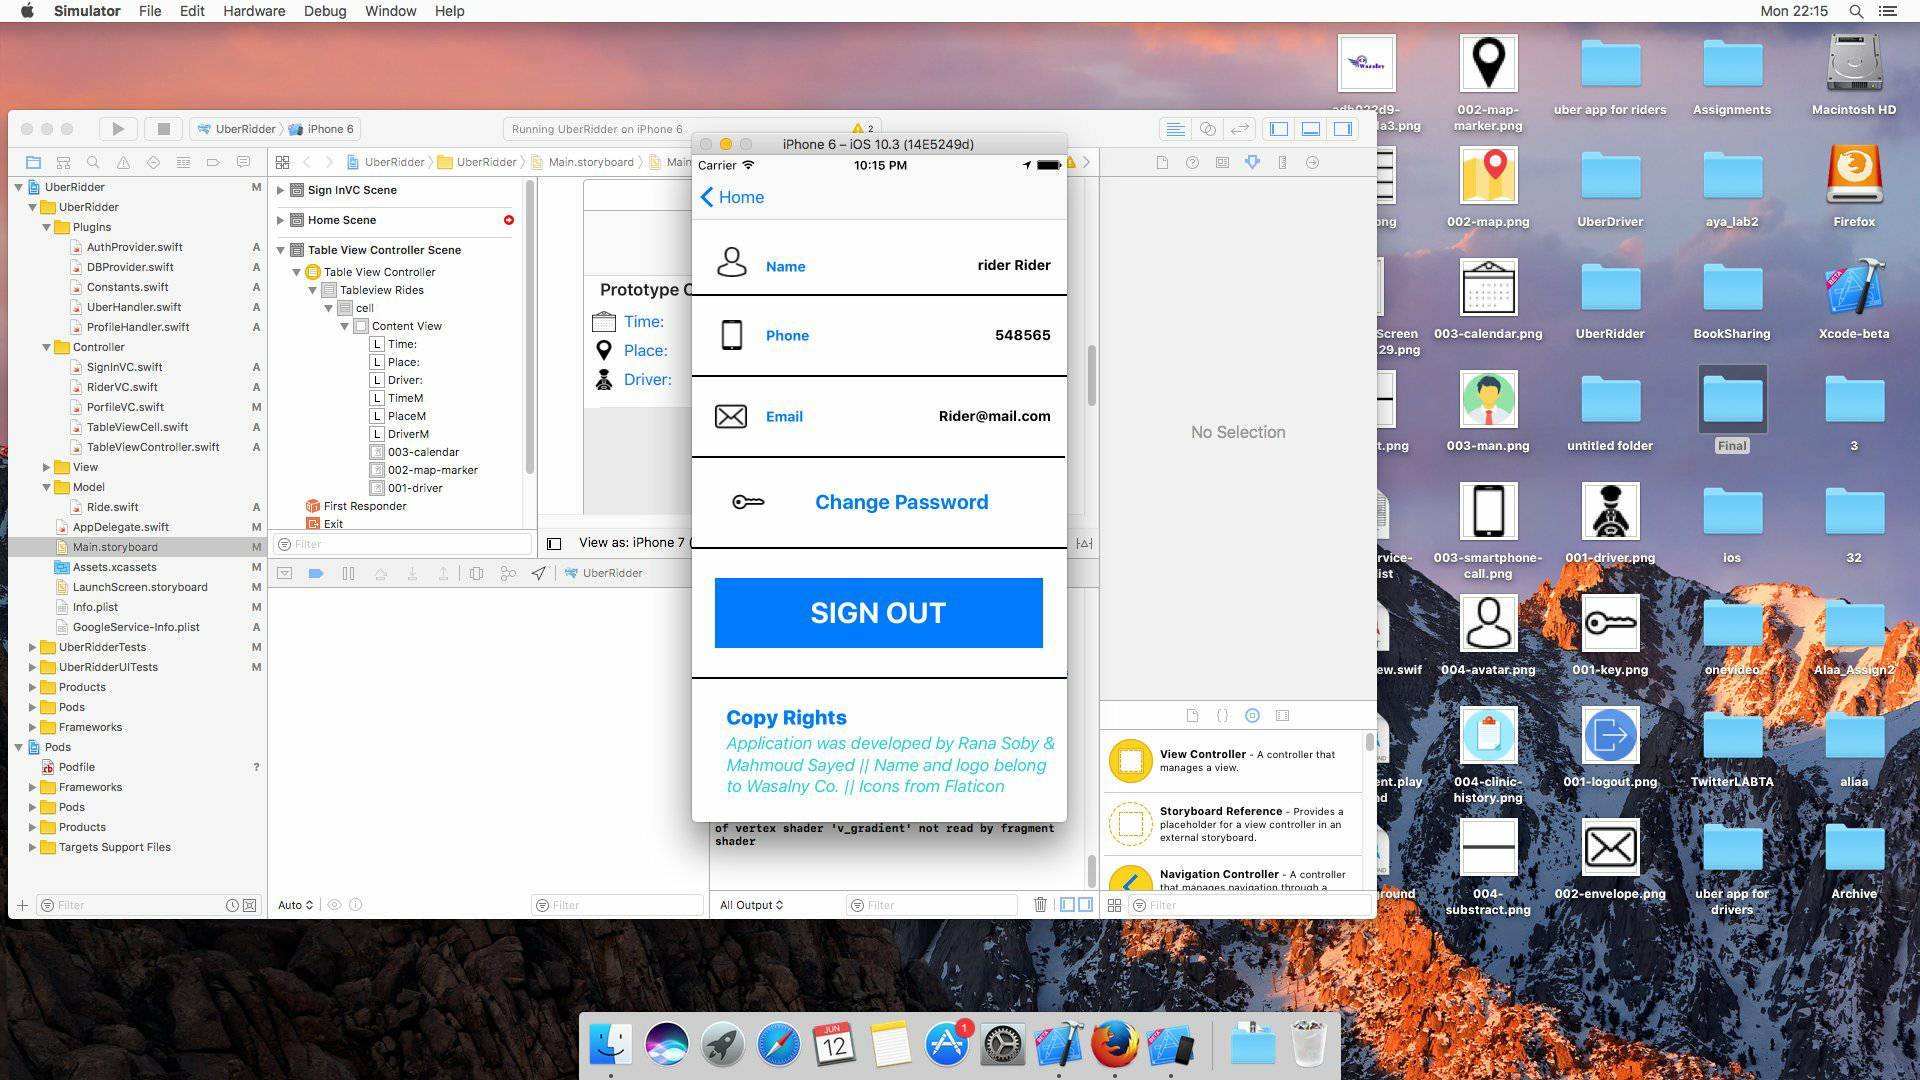 Simulator File Edit Hardware Debug Window Help
Mon 22:15
UberRidder iPhone 6
Running UberRidder on iPhone 6
2
iPhone 6 – iOS 10.3 (14E5249d)
UberRidder
M
UberRidder
PlugIns
AuthProvider.swift A
DBProvider.swift A
Constants.swift A
UberHandler.swift A
ProfileHandler.swift A
Controller
SignInVC.swift A
RiderVC.swift A
PorfileVC.swift M
TableViewCell.swift A
TableViewController.swift A
View
Model
Ride.swift A
AppDelegate.swift M
Main.storyboard M
Assets.xcassets M
LaunchScreen.storyboard M
Info.plist M
GoogleService-Info.plist A
UberRidderTests M
UberRidderUITests M
Products
Pods
Frameworks
Pods
Podfile ?
Frameworks
Pods
Products
Targets Support Files
Filter
UberRidder UberRidder Main.storyboard Main
Sign InVC Scene
Home Scene
Table View Controller Scene
Table View Controller
Tableview Rides
cell
Content View
L Time:
L Place:
L Driver:
L TimeM
L PlaceM
L DriverM
003-calendar
002-map-marker
001-driver
First Responder
Exit
Filter
Prototype C
Time:
Place:
Driver:
View as: iPhone 7 (
UberRidder
Auto
Filter
Carrier 10:15 PM
Home
Name rider Rider
Phone 548565
Email Rider@mail.com
Change Password
SIGN OUT
Copy Rights
Application was developed by Rana Soby &
Mahmoud Sayed || Name and logo belong
to Wasalny Co. || Icons from Flaticon
of vertex shader 'v_gradient' not read by fragment
shader
All Output
Filter
No Selection
View Controller - A controller that
manages a view.
Storyboard Reference - Provides a
placeholder for a view controller in an
external storyboard.
Navigation Controller - A controller
that manages navigation through a
Filter
Wasaley
002-map-
marker.png
uber app for riders
Assignments
Macintosh HD
png
002-map.png
UberDriver
aya_lab2
Firefox
Screen
29.png
003-calendar.png
UberRidder
BookSharing
BETA
Xcode-beta
t.png
003-man.png
untitled folder
Final
3
rvice-
ist
003-smartphone-
call.png
001-driver.png
ios
32
ew.swif
004-avatar.png
001-key.png
onevideo
Alaa_Assign2
ent.play
nd
004-clinic-
history.png
001-logout.png
TwitterLABTA
aliaa
ground
004-
substract.png
002-envelope.png
uber app for
drivers
Archive
JUN
12
1
BETA
BETA